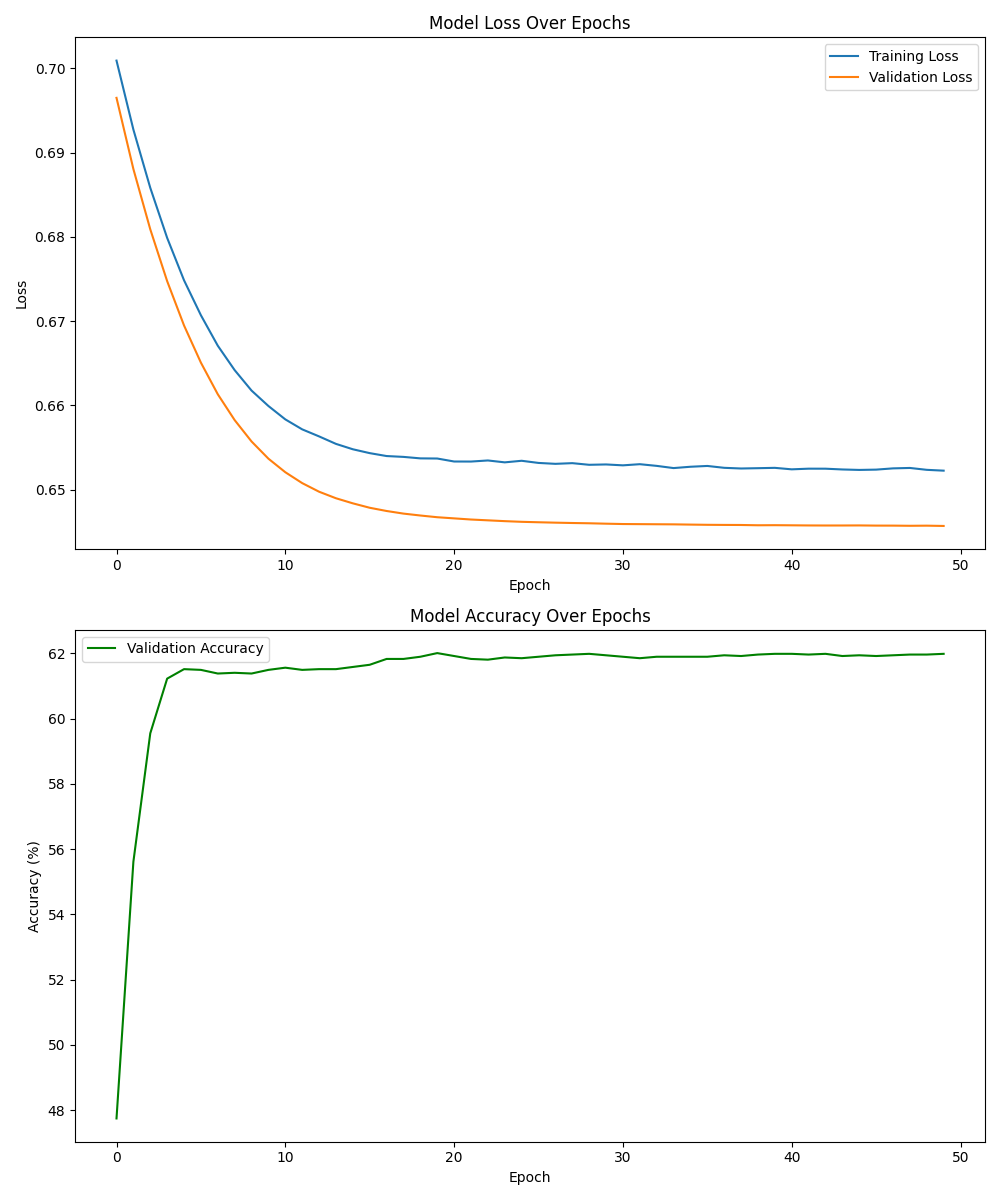 Model Loss Over Epochs
Training Loss
Validation Loss
0.70
0.69
0.68
0.67
0.66
0.65
Loss
0 10 20 30 40 50
Epoch
Model Accuracy Over Epochs
Validation Accuracy
62
60
58
56
54
52
50
48
Accuracy (%)
0 10 20 30 40 50
Epoch